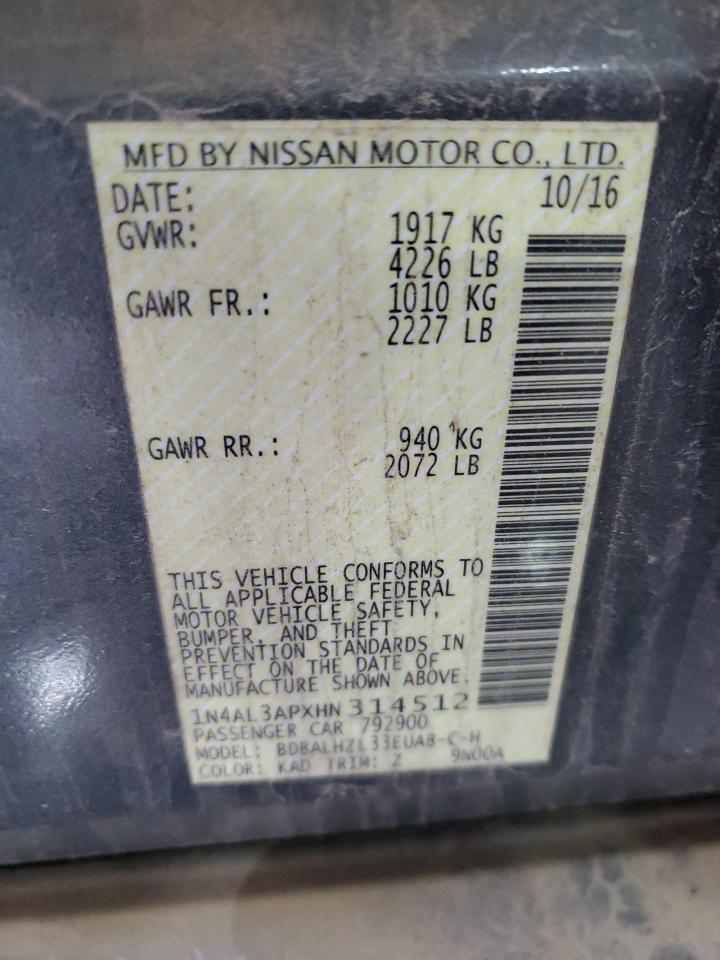 MFD BY NISSAN MOTOR CO., LTD.
DATE: 10/16
GVWR: 1917 KG
4226 LB
GAWR FR.: 1010 KG
2227 LB
GAWR RR.: 940 KG
2072 LB
THIS VEHICLE CONFORMS TO
ALL APPLICABLE FEDERAL
MOTOR VEHICLE SAFETY,
BUMPER, AND THEFT
PREVENTION STANDARDS IN
EFFECT ON THE DATE OF
MANUFACTURE SHOWN ABOVE.
1N4AL3APXHN314512
PASSENGER CAR 792900
MODEL: BDBALHZL33EUA8-C-H
COLOR: KAD TRIM: Z 9N00A